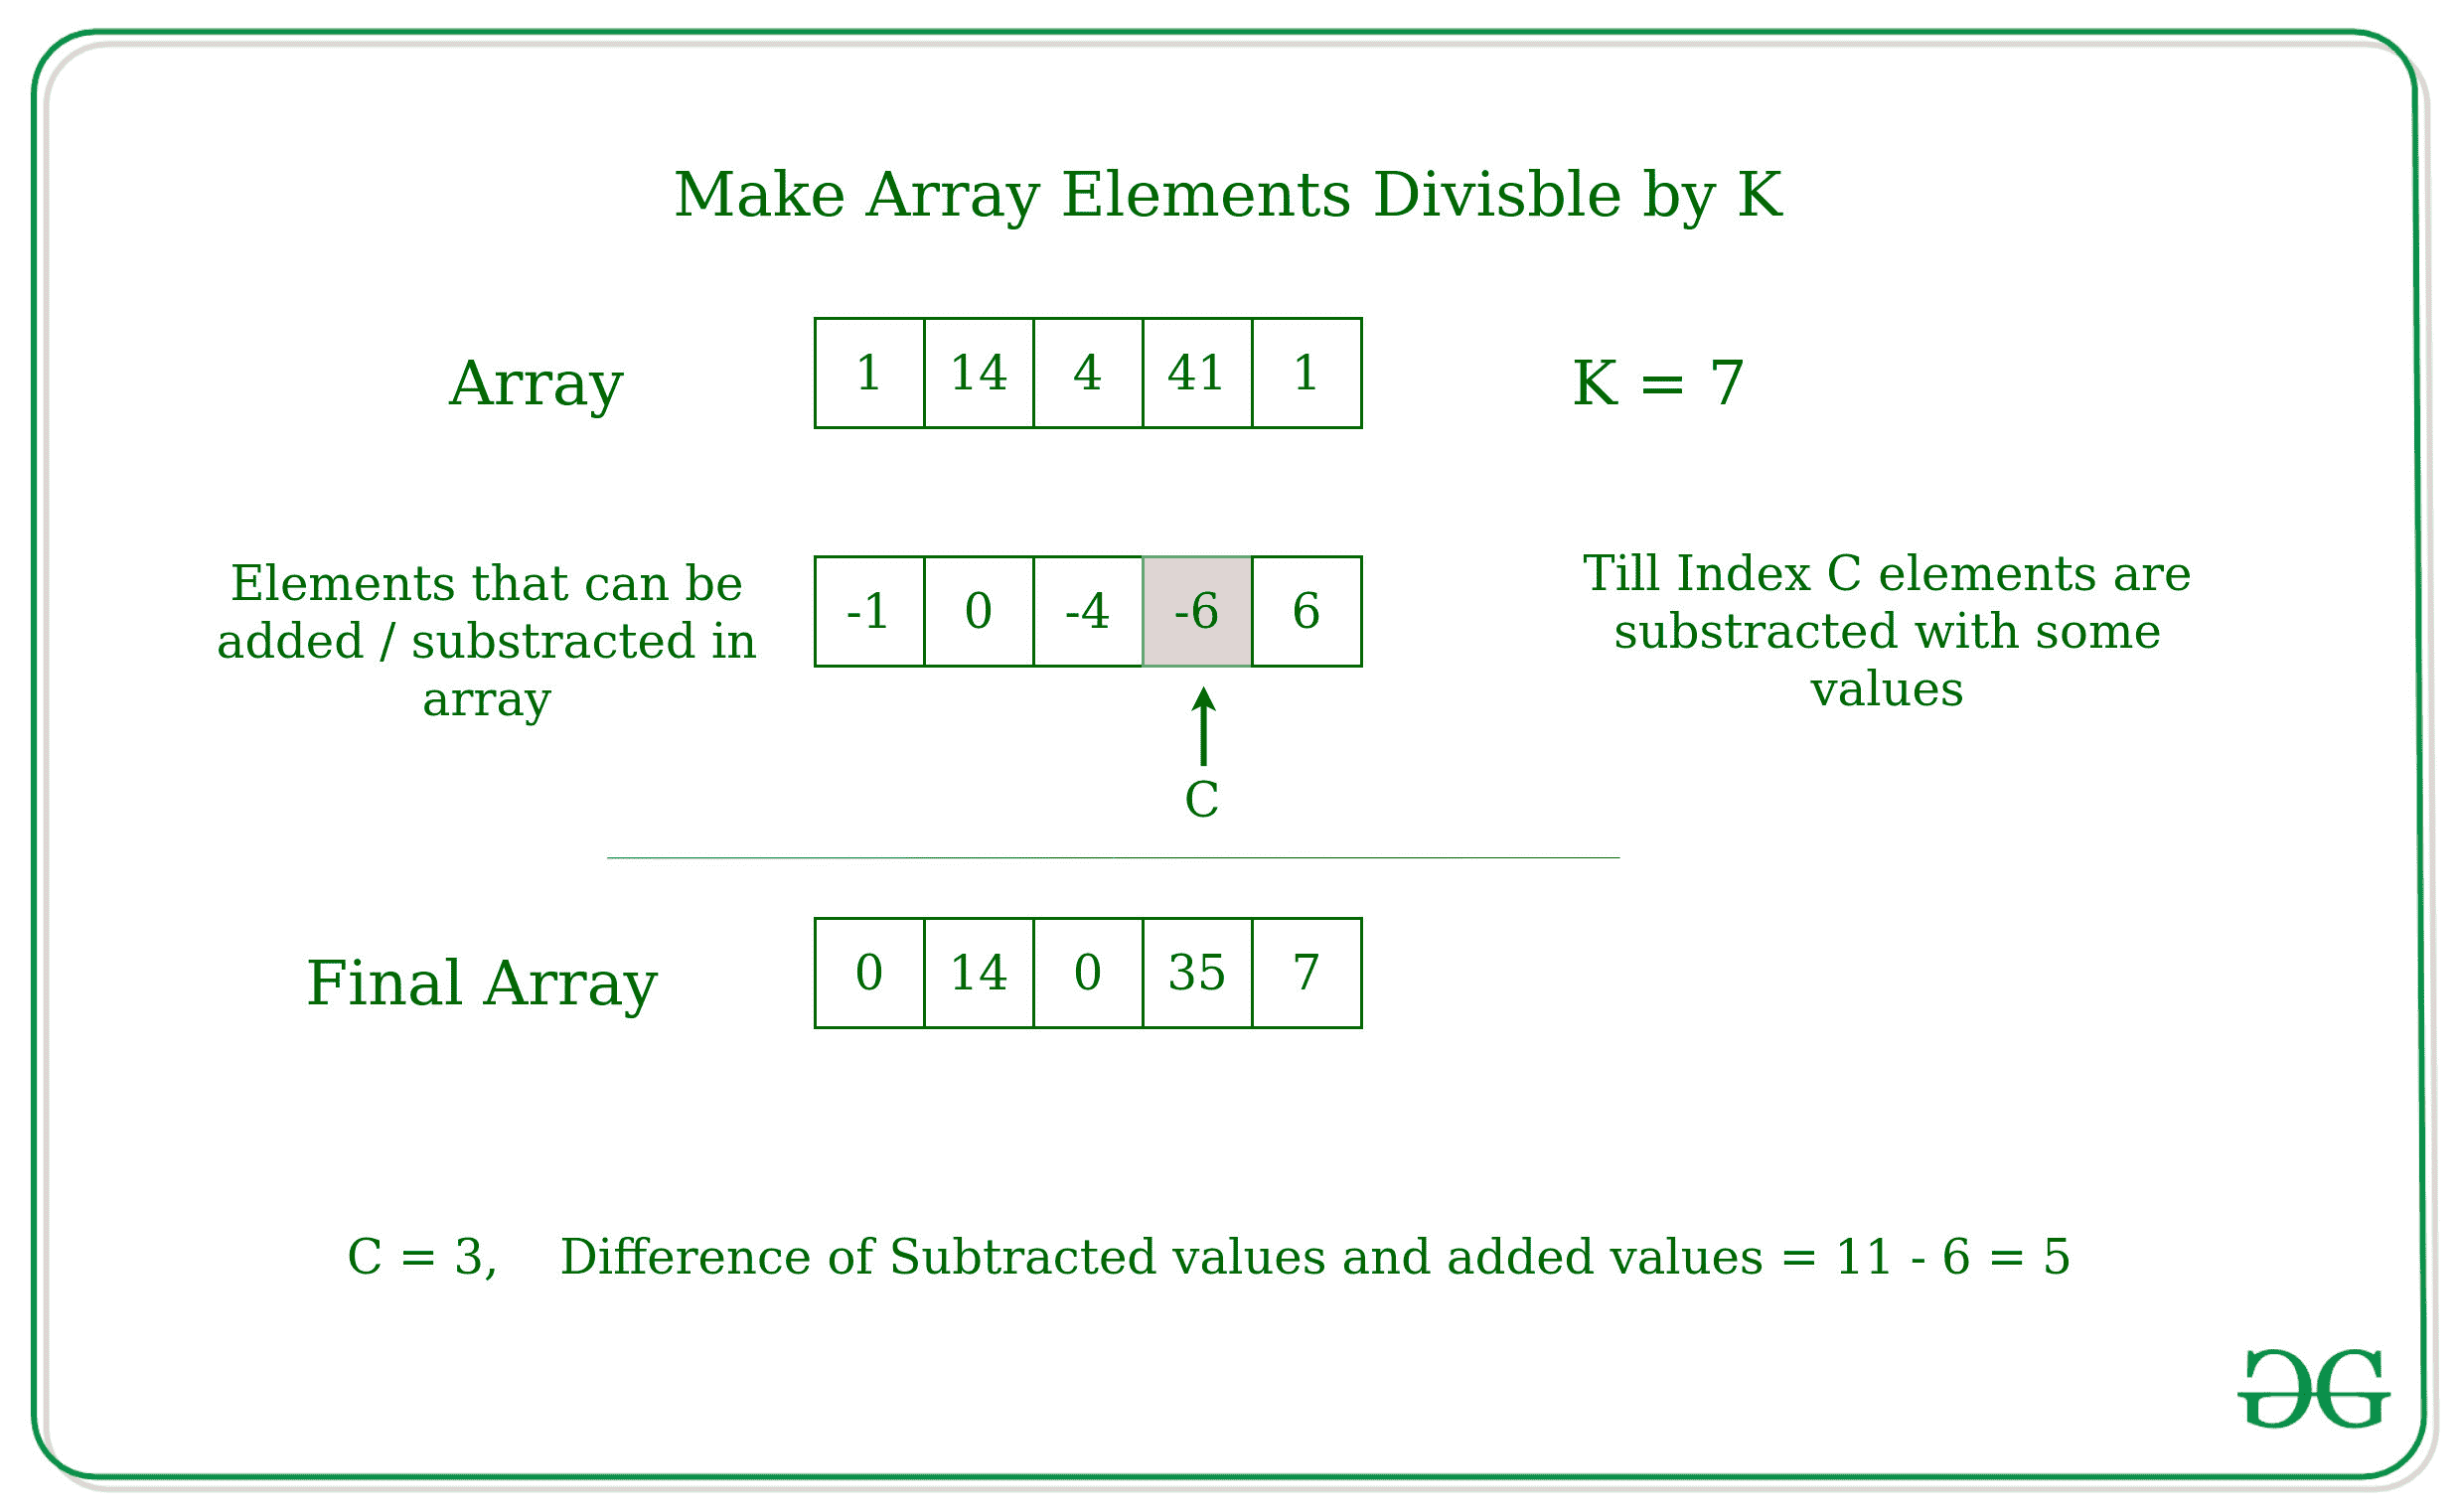 Make Array Elements Divisble by K
Array 1 14 4 41 1 K = 7
Elements that can be
added / substracted in
array
-1 0 -4 -6 6
Till Index C elements are
substracted with some
values
C
Final Array 0 14 0 35 7
C = 3, Difference of Subtracted values and added values = 11 - 6 = 5
GG